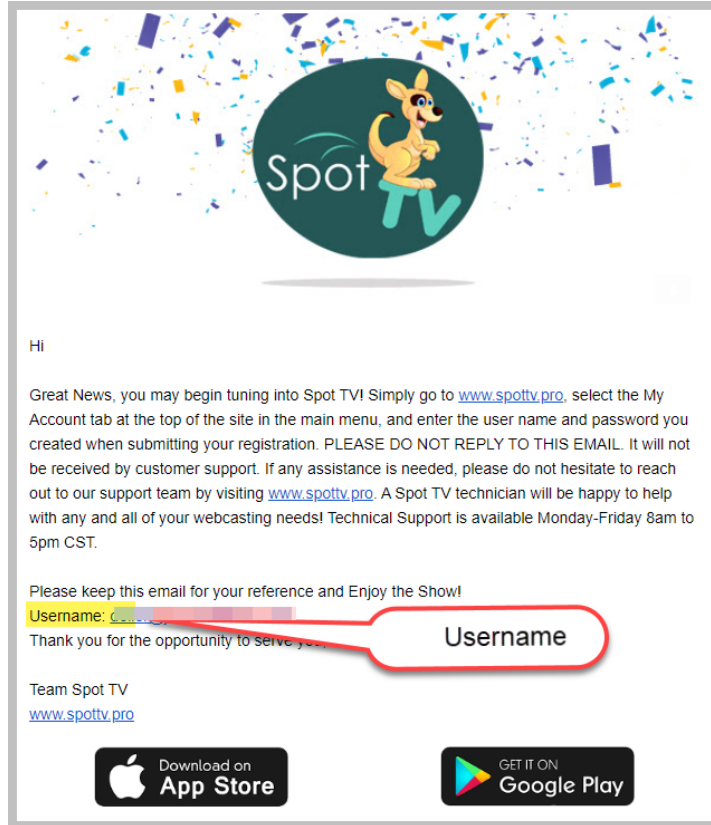 Spot
TV
Hi
Great News, you may begin tuning into Spot TV! Simply go to www.spottv.pro, select the My
Account tab at the top of the site in the main menu, and enter the user name and password you
created when submitting your registration. PLEASE DO NOT REPLY TO THIS EMAIL. It will not
be received by customer support. If any assistance is needed, please do not hesitate to reach
out to our support team by visiting www.spottv.pro. A Spot TV technician will be happy to help
with any and all of your webcasting needs! Technical Support is available Monday-Friday 8am to
5pm CST.
Please keep this email for your reference and Enjoy the Show!
Username:
Username
Thank you for the opportunity to serve you,
Team Spot TV
www.spottv.pro
Download on
App Store
GET IT ON
Google Play